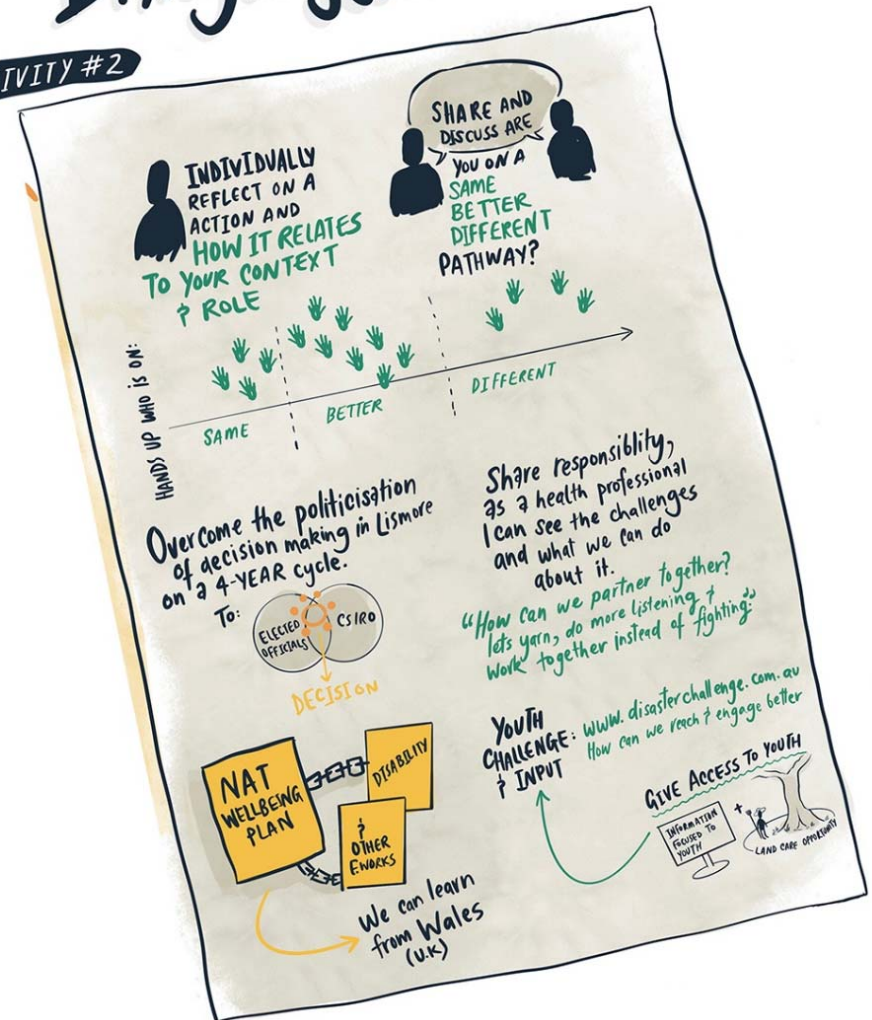 IVITY #2
INDIVIDUALLY
REFLECT ON A
ACTION AND
HOW IT RELATES
TO YOUR CONTEXT
& ROLE
SHARE AND
DISCUSS ARE
YOU ON A
SAME
BETTER
DIFFERENT
PATHWAY?
HANDS UP WHO IS ON:
SAME
BETTER
DIFFERENT
Overcome the politicisation
of decision making in Lismore
on a 4-YEAR cycle.
To:
ELECTED
OFFICIALS
CSIRO
DECISION
Share responsiblity,
as a health professional
I can see the challenges
and what we can do
about it.
"How can we partner together?
lets yarn, do more listening &
work together instead of fighting."
NAT
WELLBEING
PLAN
DISABILITY
&
OTHER
F.WORKS
We can learn
from Wales
(U.K)
YOUTH
CHALLENGE:
& INPUT
www.disasterchallenge.com.au
How can we reach & engage better
GIVE ACCESS TO YOUTH
INFORMATION
FOCUSED TO
YOUTH
+
LAND CARE OPPORTUNITY